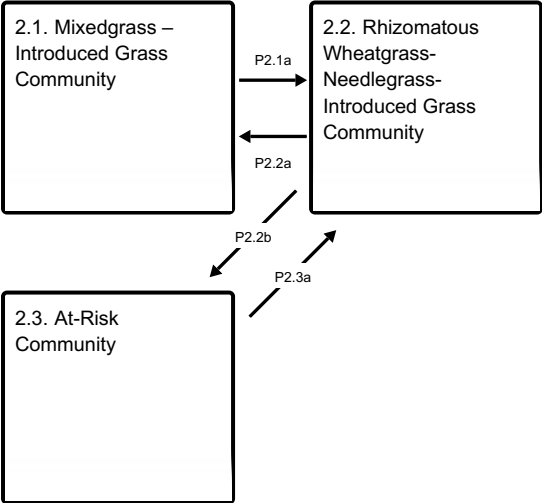 2.1. Mixedgrass –
Introduced Grass
Community
P2.1a
2.2. Rhizomatous
Wheatgrass-
Needlegrass-
Introduced Grass
Community
P2.2a
P2.2b
P2.3a
2.3. At-Risk
Community